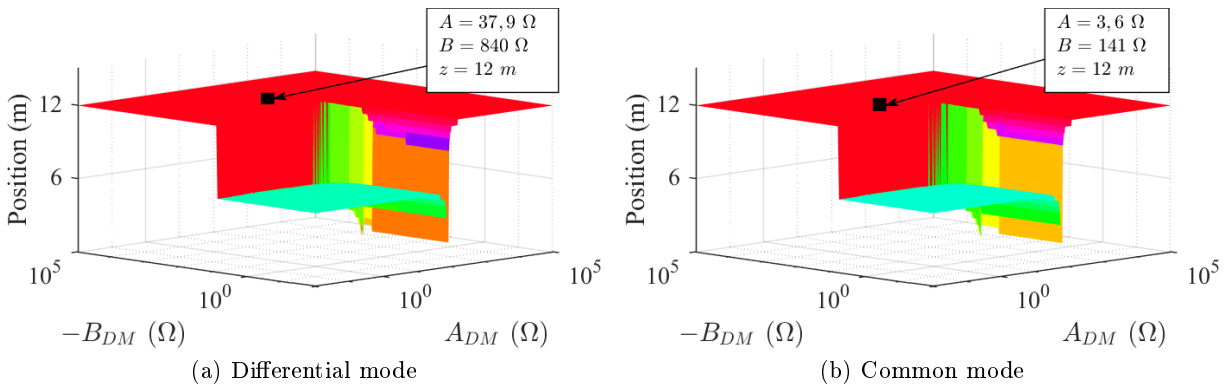 A = 37,9 Ω
B = 840 Ω
z = 12 m
Position (m)
12
6
10^5
10^0
10^0
10^5
−B_DM (Ω)
A_DM (Ω)
(a) Differential mode
A = 3,6 Ω
B = 141 Ω
z = 12 m
Position (m)
12
6
10^5
10^0
10^0
10^5
−B_DM (Ω)
A_DM (Ω)
(b) Common mode